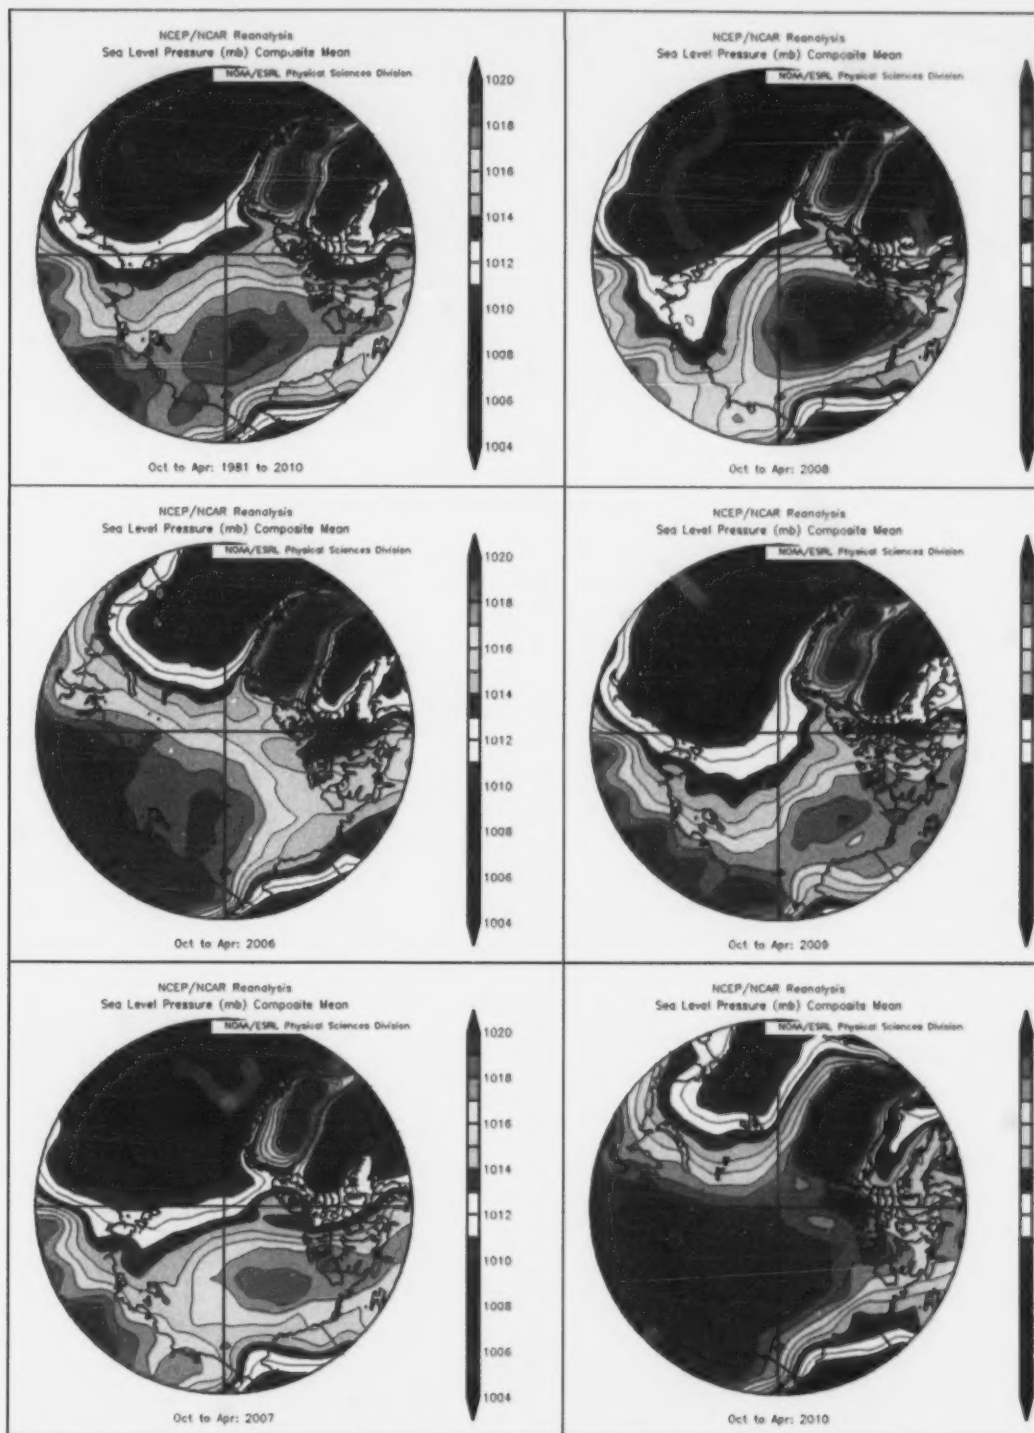 NCEP/NCAR Reanalysis
Sea Level Pressure (mb) Composite Mean
NOAA/ESRL Physical Sciences Division
1020
1018
1016
1014
1012
1010
1008
1006
1004
Oct to Apr: 1981 to 2010
NCEP/NCAR Reanalysis
Sea Level Pressure (mb) Composite Mean
NOAA/ESRL Physical Sciences Division
Oct to Apr: 2008
NCEP/NCAR Reanalysis
Sea Level Pressure (mb) Composite Mean
NOAA/ESRL Physical Sciences Division
1020
1018
1016
1014
1012
1010
1008
1006
1004
Oct to Apr: 2006
NCEP/NCAR Reanalysis
Sea Level Pressure (mb) Composite Mean
NOAA/ESRL Physical Sciences Division
Oct to Apr: 2009
NCEP/NCAR Reanalysis
Sea Level Pressure (mb) Composite Mean
NOAA/ESRL Physical Sciences Division
1020
1018
1016
1014
1012
1010
1008
1006
1004
Oct to Apr: 2007
NCEP/NCAR Reanalysis
Sea Level Pressure (mb) Composite Mean
NOAA/ESRL Physical Sciences Division
Oct to Apr: 2010